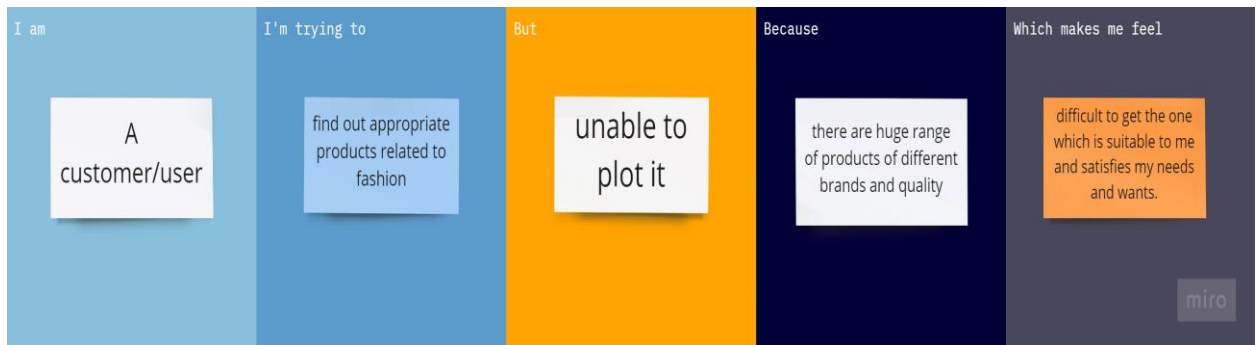 I am
A
customer/user
I'm trying to
find out appropriate
products related to
fashion
But
unable to
plot it
Because
there are huge range
of products of different
brands and quality
Which makes me feel
difficult to get the one
which is suitable to me
and satisfies my needs
and wants.
miro